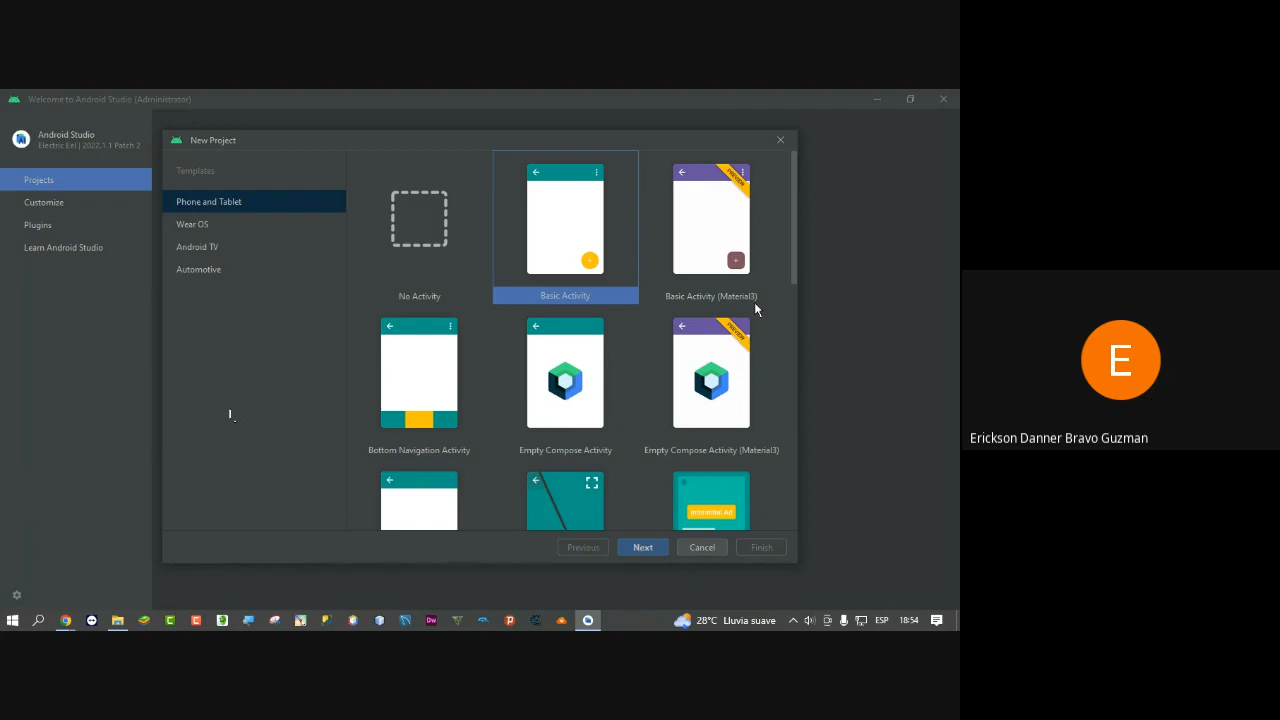 Welcome to Android Studio (Administrator)
Android Studio
Electric Eel | 2022.1.1 Patch 2
Projects
Customize
Plugins
Learn Android Studio
New Project
Templates
Phone and Tablet
Wear OS
Android TV
Automotive
No Activity
Basic Activity
PREVIEW
Basic Activity (Material3)
Bottom Navigation Activity
Empty Compose Activity
PREVIEW
Empty Compose Activity (Material3)
Interstitial Ad
Previous
Next
Cancel
Finish
28°C Lluvia suave
ESP
18:54
E
Erickson Danner Bravo Guzman